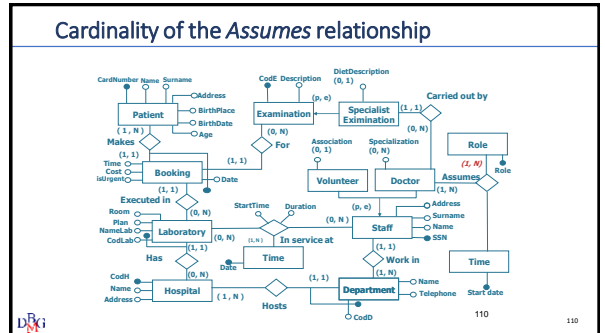 Cardinality of the Assumes relationship
CardNumber Name Surname
Address
BirthPlace
BirthDate
Age
Patient
( 1 , N )
Makes
(1, 1)
Time
Cost
isUrgent
Booking
Date
(1, 1)
(1, 1)
Executed in
(0, N)
Room
Plan
NameLab
CodLab
Laboratory
(0, N)
(1, 1)
Has
(0, N)
CodH
Name
Address
Hospital
( 1 , N )
Hosts
(1, 1)
CodE Description
Examination
(0, N)
For
(p, e)
DietDescription
(0, 1)
Specialist
Eximination
(1 , 1)
Carried out by
(0, N)
Association
(0, 1)
Specialization
(0, N)
Volunteer
Doctor
(p, e)
Assumes
(1, N)
Role
(1, N)
Role
Time
Start date
StartTime
Duration
(1, N)
In service at
Time
Date
(0, N )
Staff
Address
Surname
Name
SSN
(1, 1)
Work in
(1, N)
Department
Name
Telephone
CodD
110
110
DBMG